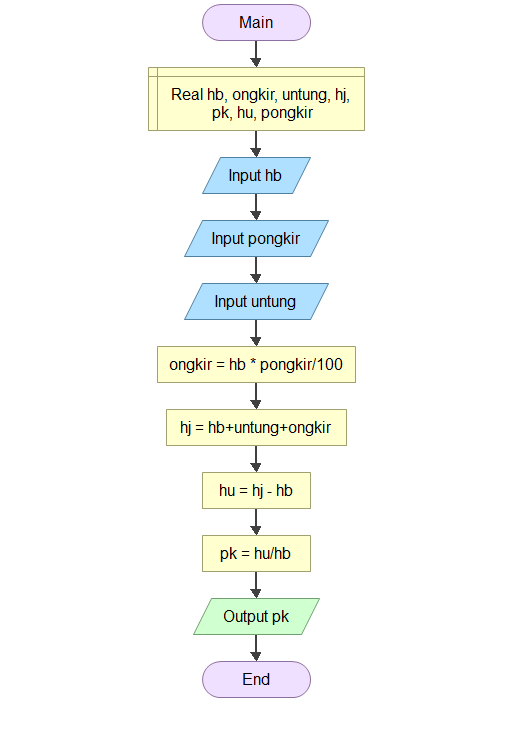 Main
Real hb, ongkir, untung, hj,
pk, hu, pongkir
Input hb
Input pongkir
Input untung
ongkir = hb * pongkir/100
hj = hb+untung+ongkir
hu = hj - hb
pk = hu/hb
Output pk
End